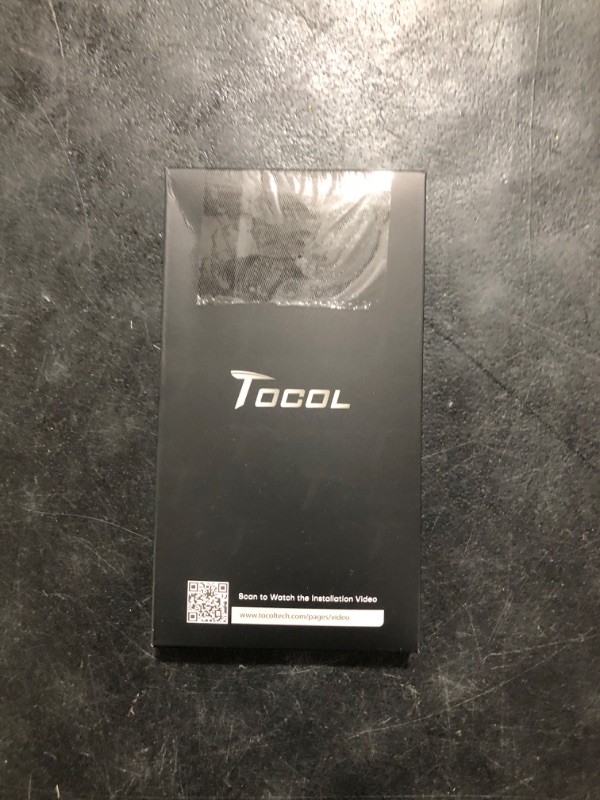 TOCOL
Scan to Watch the Installation Video
www.tocoltech.com/pages/video